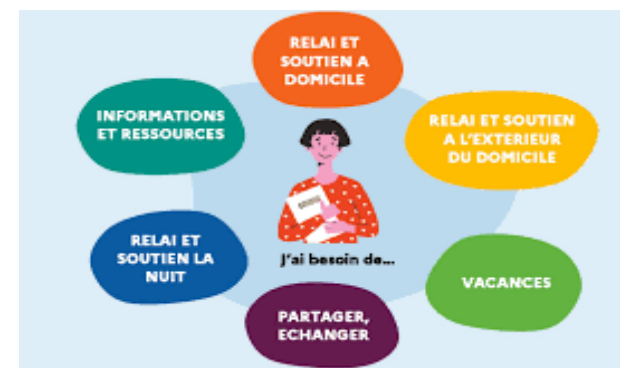 RELAI ET
SOUTIEN A
DOMICILE
INFORMATIONS
ET RESSOURCES
RELAI ET SOUTIEN
A L'EXTERIEUR
DU DOMICILE
RELAI ET
SOUTIEN LA
NUIT
J'ai besoin de...
VACANCES
PARTAGER,
ECHANGER